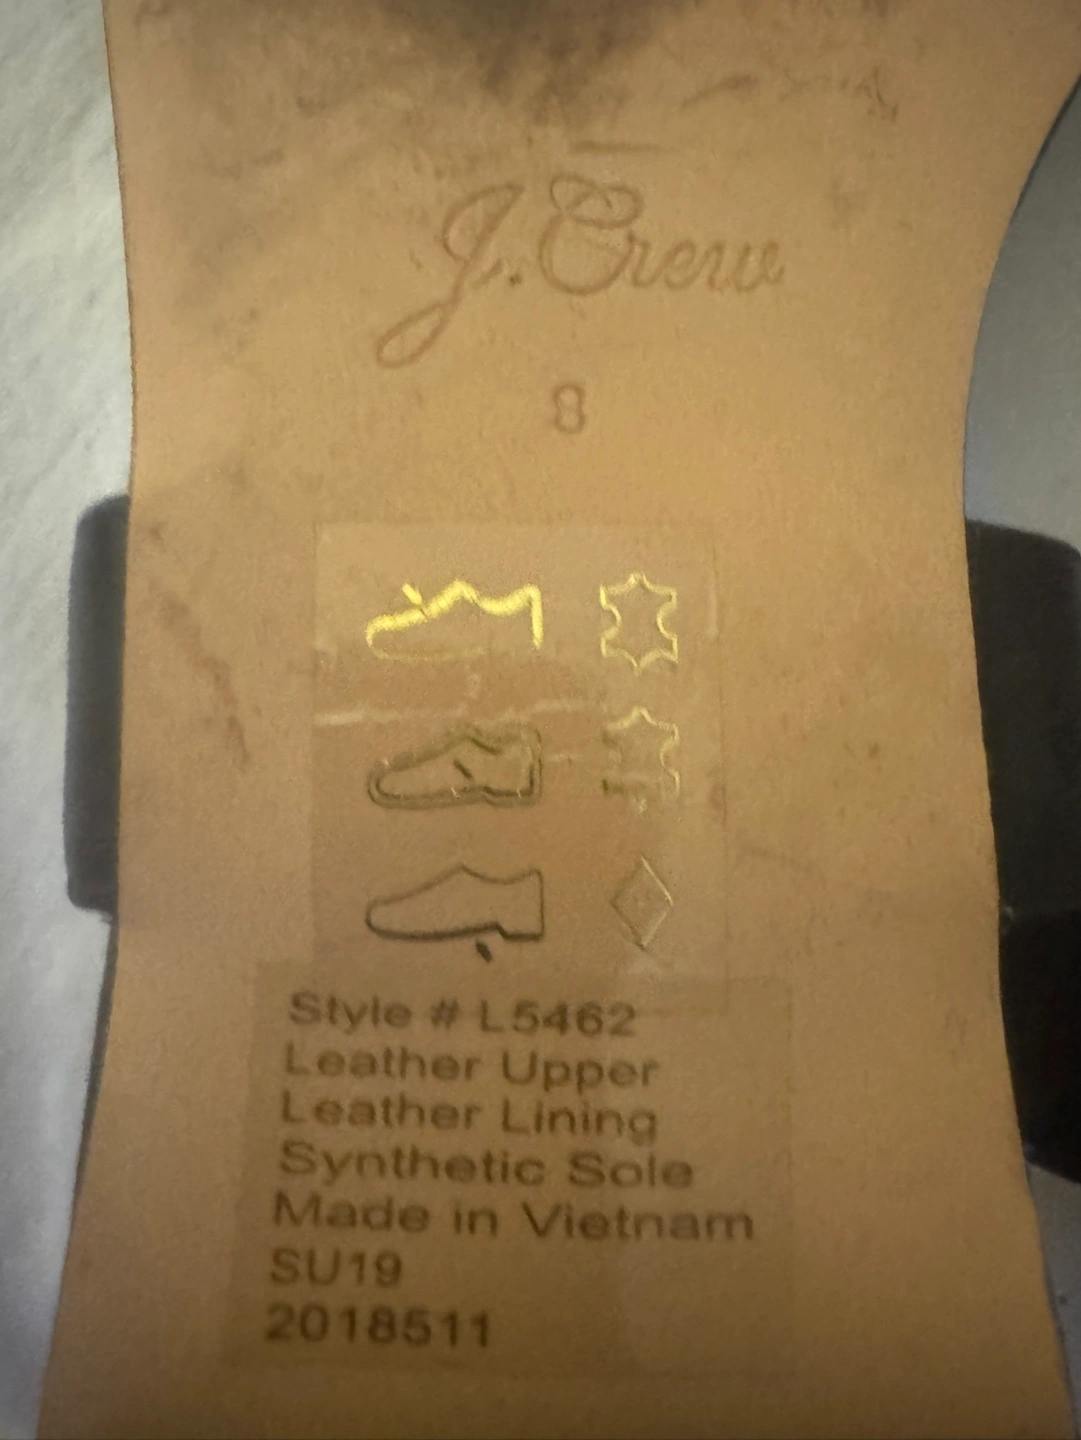 J.Crew
8
Style # L5462
Leather Upper
Leather Lining
Synthetic Sole
Made in Vietnam
SU19
2018511